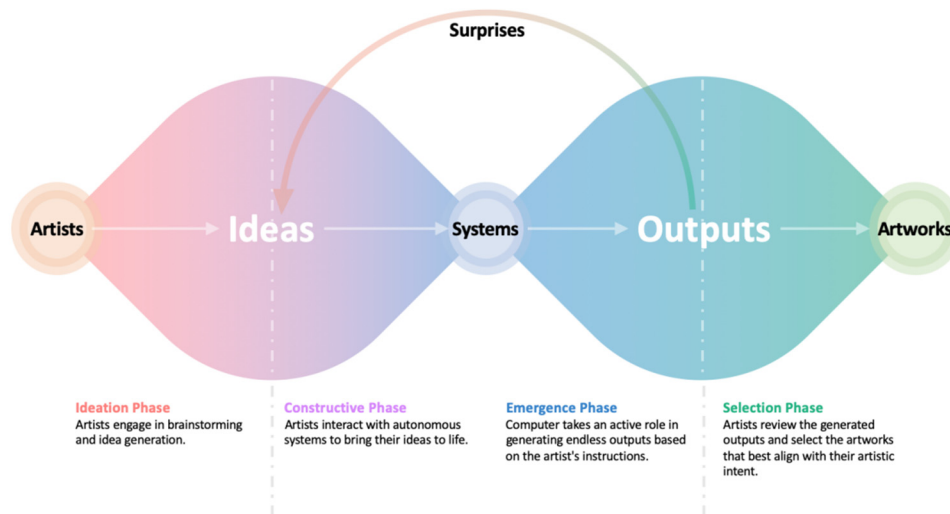 Surprises
Artists
Ideas
Systems
Outputs
Artworks
Ideation Phase
Artists engage in brainstorming
and idea generation.
Constructive Phase
Artists interact with autonomous
systems to bring their ideas to life.
Emergence Phase
Computer takes an active role in
generating endless outputs based
on the artist's instructions.
Selection Phase
Artists review the generated
outputs and select the artworks
that best align with their artistic
intent.